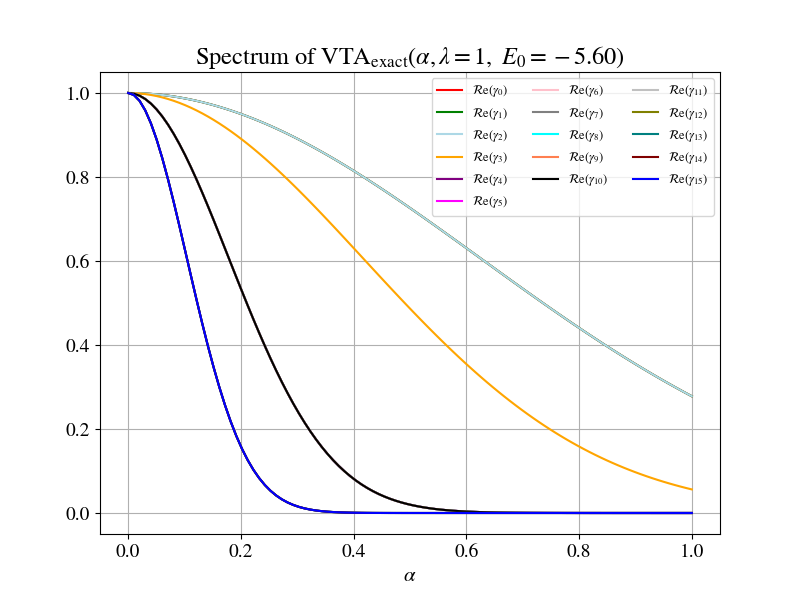 Spectrum of VTA_exact(α, λ = 1, E_0 = −5.60)
1.0
0.8
0.6
0.4
0.2
0.0
ℛe(γ_0)
ℛe(γ_1)
ℛe(γ_2)
ℛe(γ_3)
ℛe(γ_4)
ℛe(γ_5)
ℛe(γ_6)
ℛe(γ_7)
ℛe(γ_8)
ℛe(γ_9)
ℛe(γ_10)
ℛe(γ_11)
ℛe(γ_12)
ℛe(γ_13)
ℛe(γ_14)
ℛe(γ_15)
0.0 0.2 0.4 0.6 0.8 1.0
α